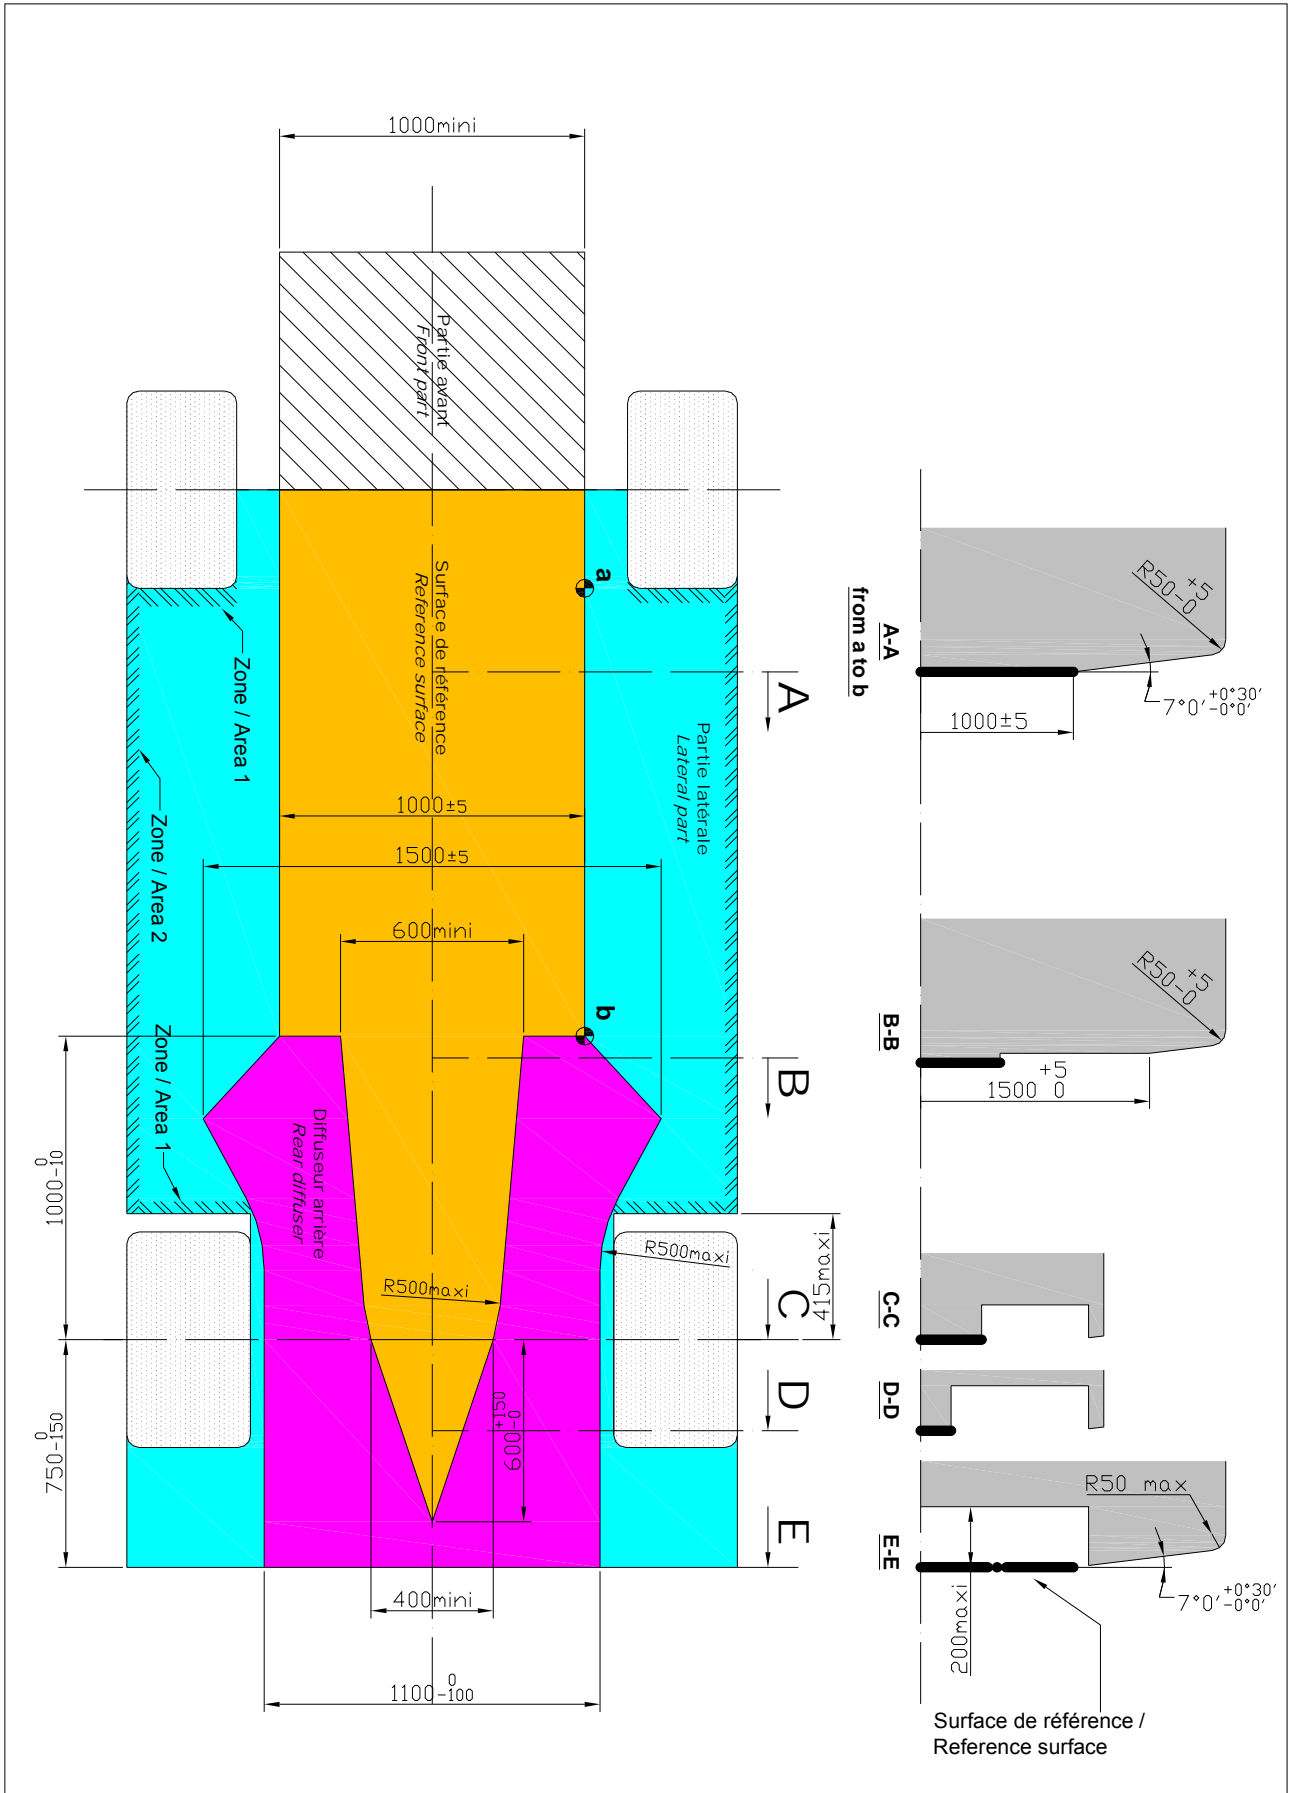 1000mini
Partie avant
Front part
Surface de référence
Reference surface
a
A
Zone / Area 1
Partie latérale
Lateral part
1000±5
1500±5
Zone / Area 2
600mini
b
B
Zone / Area 1
Diffuseur arrière
Rear diffuser
1000 0 -10
R500maxi
R500maxi
415maxi
C
D
600 +150 -0
750 0 -150
E
400mini
1100 0 -100
R50 +5 -0
A-A
from a to b
7°0' +0°30' -0°0'
1000±5
R50 +5 -0
B-B
1500 +5 0
C-C
D-D
R50 max
E-E
7°0' +0°30' -0°0'
200maxi
Surface de référence /
Reference surface